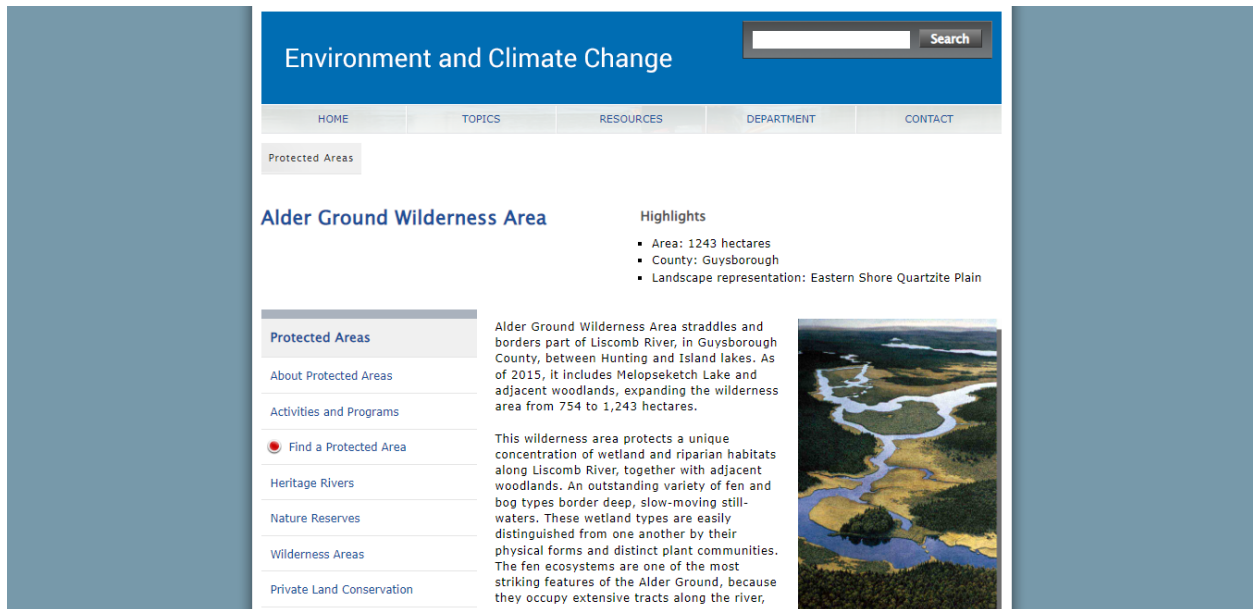 Environment and Climate Change
Search
HOME
TOPICS
RESOURCES
DEPARTMENT
CONTACT
Protected Areas
Alder Ground Wilderness Area
Highlights
Area: 1243 hectares
County: Guysborough
Landscape representation: Eastern Shore Quartzite Plain
Protected Areas
About Protected Areas
Activities and Programs
Find a Protected Area
Heritage Rivers
Nature Reserves
Wilderness Areas
Private Land Conservation
Alder Ground Wilderness Area straddles and
borders part of Liscomb River, in Guysborough
County, between Hunting and Island lakes. As
of 2015, it includes Melopseketch Lake and
adjacent woodlands, expanding the wilderness
area from 754 to 1,243 hectares.
This wilderness area protects a unique
concentration of wetland and riparian habitats
along Liscomb River, together with adjacent
woodlands. An outstanding variety of fen and
bog types border deep, slow-moving still-
waters. These wetland types are easily
distinguished from one another by their
physical forms and distinct plant communities.
The fen ecosystems are one of the most
striking features of the Alder Ground, because
they occupy extensive tracts along the river,